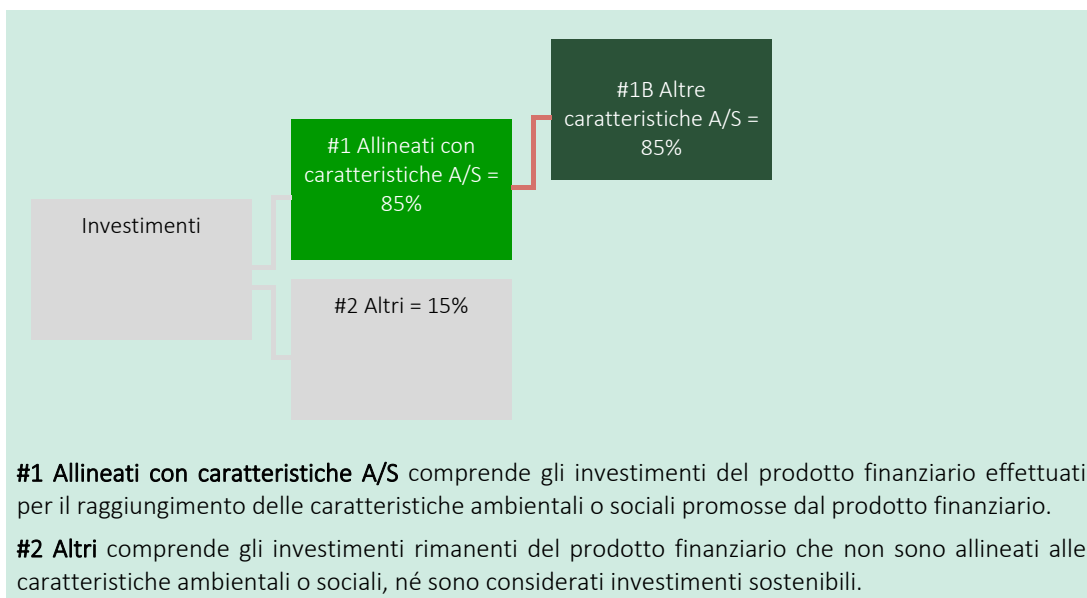 #1B Altre
caratteristiche A/S =
85%
#1 Allineati con
caratteristiche A/S =
85%
Investimenti
#2 Altri = 15%
#1 Allineati con caratteristiche A/S comprende gli investimenti del prodotto finanziario effettuati
per il raggiungimento delle caratteristiche ambientali o sociali promosse dal prodotto finanziario.
#2 Altri comprende gli investimenti rimanenti del prodotto finanziario che non sono allineati alle
caratteristiche ambientali o sociali, né sono considerati investimenti sostenibili.